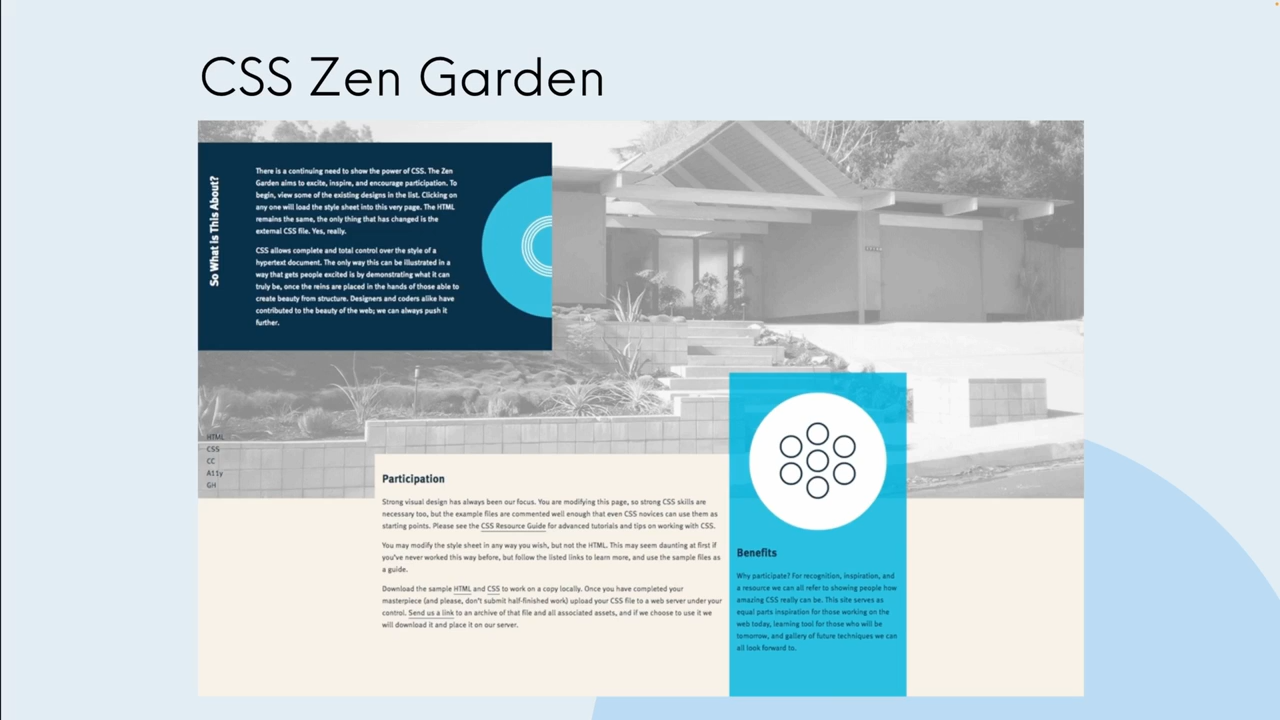 CSS Zen Garden
So What is This About?
There is a continuing need to show the power of CSS. The Zen
Garden aims to excite, inspire, and encourage participation. To
begin, view some of the existing designs in the list. Clicking on
any one will load the style sheet into this very page. The HTML
remains the same, the only thing that has changed is the
external CSS file. Yes, really.
CSS allows complete and total control over the style of a
hypertext document. The only way this can be illustrated in a
way that gets people excited is by demonstrating what it can
truly be, once the reins are placed in the hands of those able to
create beauty from structure. Designers and coders alike have
contributed to the beauty of the web; we can always push it
further.
HTML
CSS
CC
A11y
GH
Participation
Strong visual design has always been our focus. You are modifying this page, so strong CSS skills are
necessary too, but the example files are commented well enough that even CSS novices can use them as
starting points. Please see the CSS Resource Guide for advanced tutorials and tips on working with CSS.
You may modify the style sheet in any way you wish, but not the HTML. This may seem daunting at first if
you've never worked this way before, but follow the listed links to learn more, and use the sample files as
a guide.
Download the sample HTML and CSS to work on a copy locally. Once you have completed your
masterpiece (and please, don't submit half-finished work) upload your CSS file to a web server under your
control. Send us a link to an archive of that file and all associated assets, and if we choose to use it we
will download it and place it on our server.
Benefits
Why participate? For recognition, inspiration, and
a resource we can all refer to showing people how
amazing CSS really can be. This site serves as
equal parts inspiration for those working on the
web today, learning tool for those who will be
tomorrow, and gallery of future techniques we can
all look forward to.